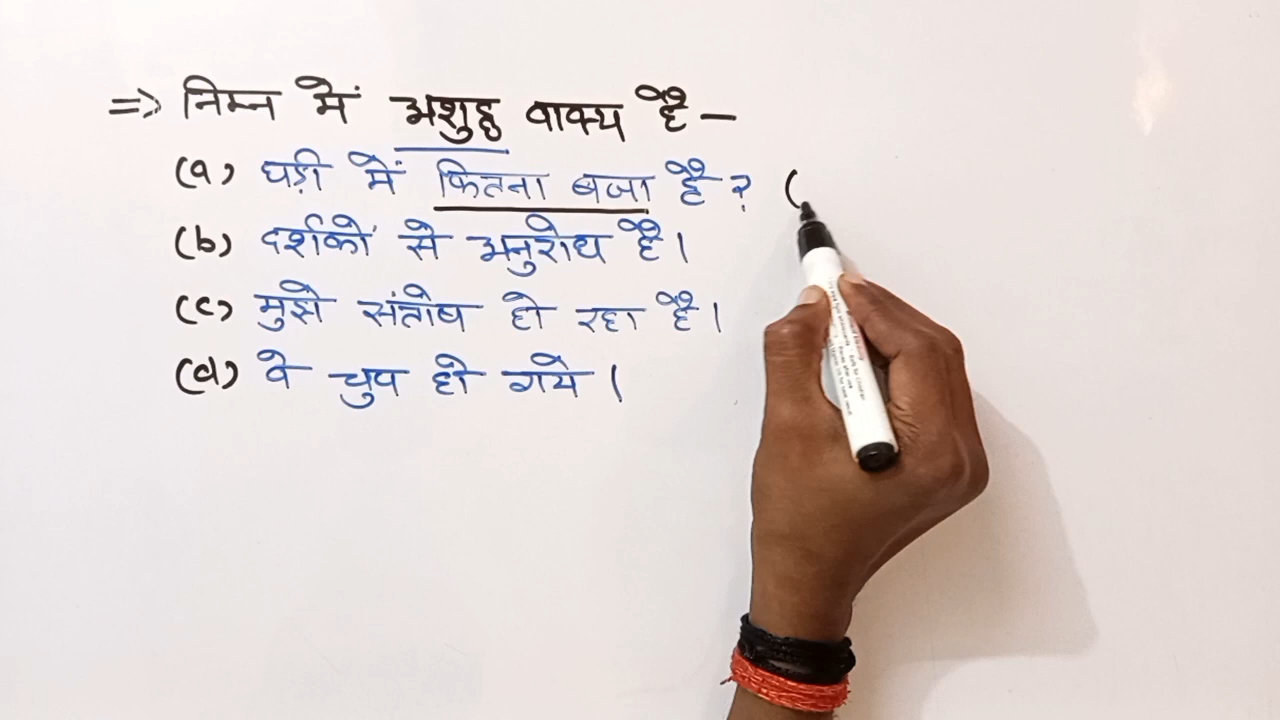 => निम्न में अशुद्ध वाक्य है –
(a) घड़ी में कितना बजा है ? (
(b) दर्शकों से अनुरोध है।
(c) मुझे संतोष हो रहा है।
(d) वे चुप हो गये।